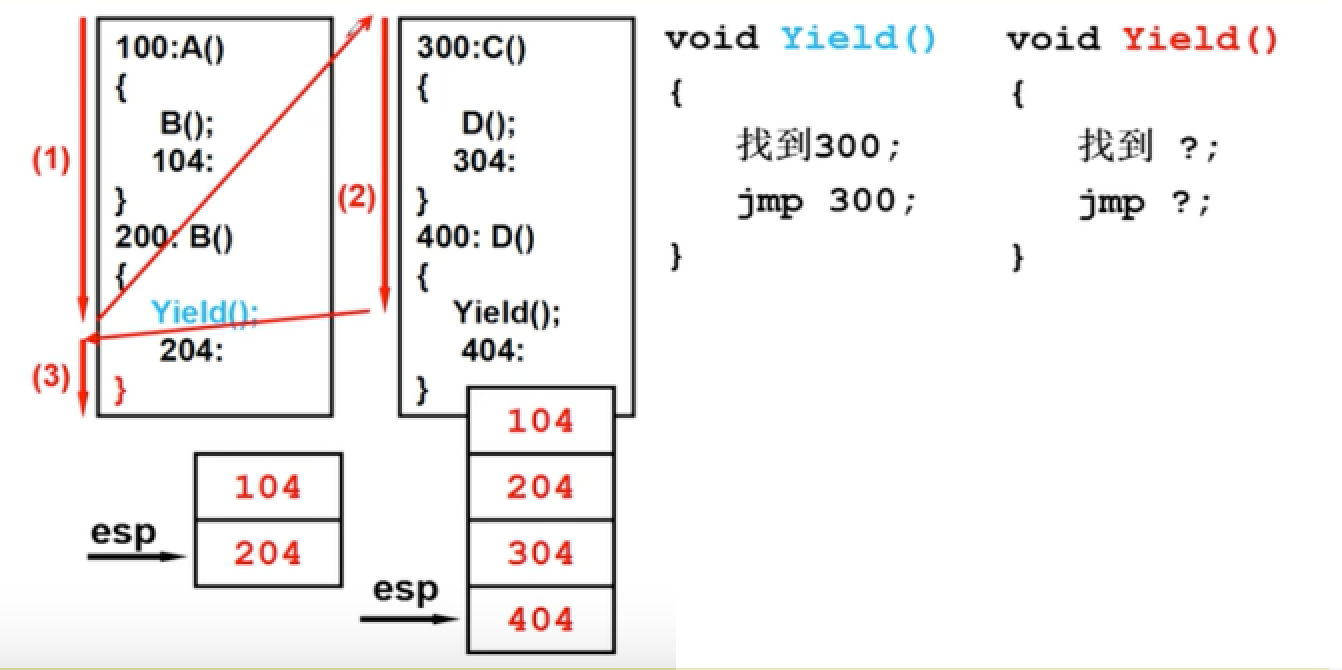 100:A()
{
B();
104:
}
200: B()
{
Yield();
204:
}
(1)
(3)
300:C()
{
D();
304:
}
400: D()
{
Yield();
404:
}
(2)
void Yield()
{
找到300;
jmp 300;
}
void Yield()
{
找到 ?;
jmp ?;
}
esp
104
204
esp
104
204
304
404